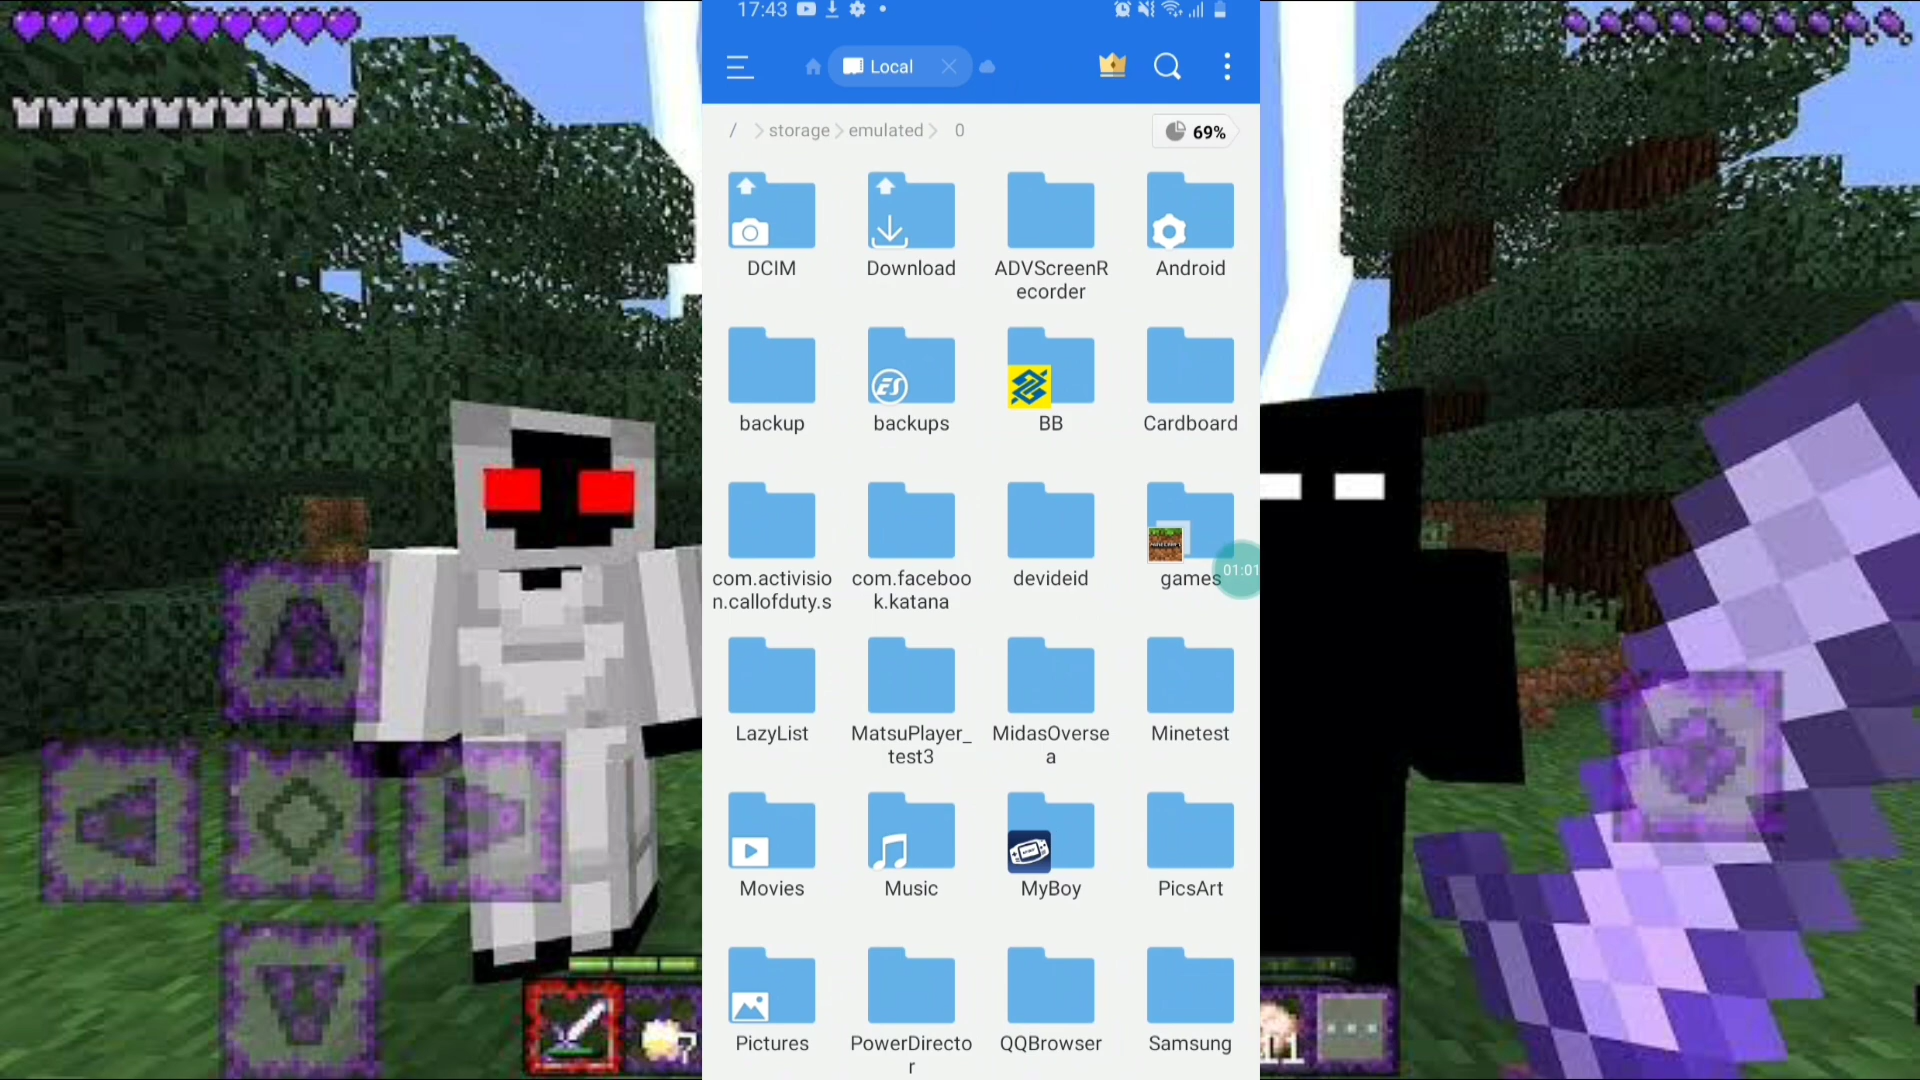 17:43
Local
/ storage emulated 0
69%
DCIM
Download
ADVScreenR
ecorder
Android
backup
backups
BB
Cardboard
com.activisio
n.callofduty.s
com.faceboo
k.katana
devideid
games
01:01
LazyList
MatsuPlayer_
test3
MidasOverse
a
Minetest
Movies
Music
MyBoy
PicsArt
Pictures
PowerDirecto
r
QQBrowser
Samsung